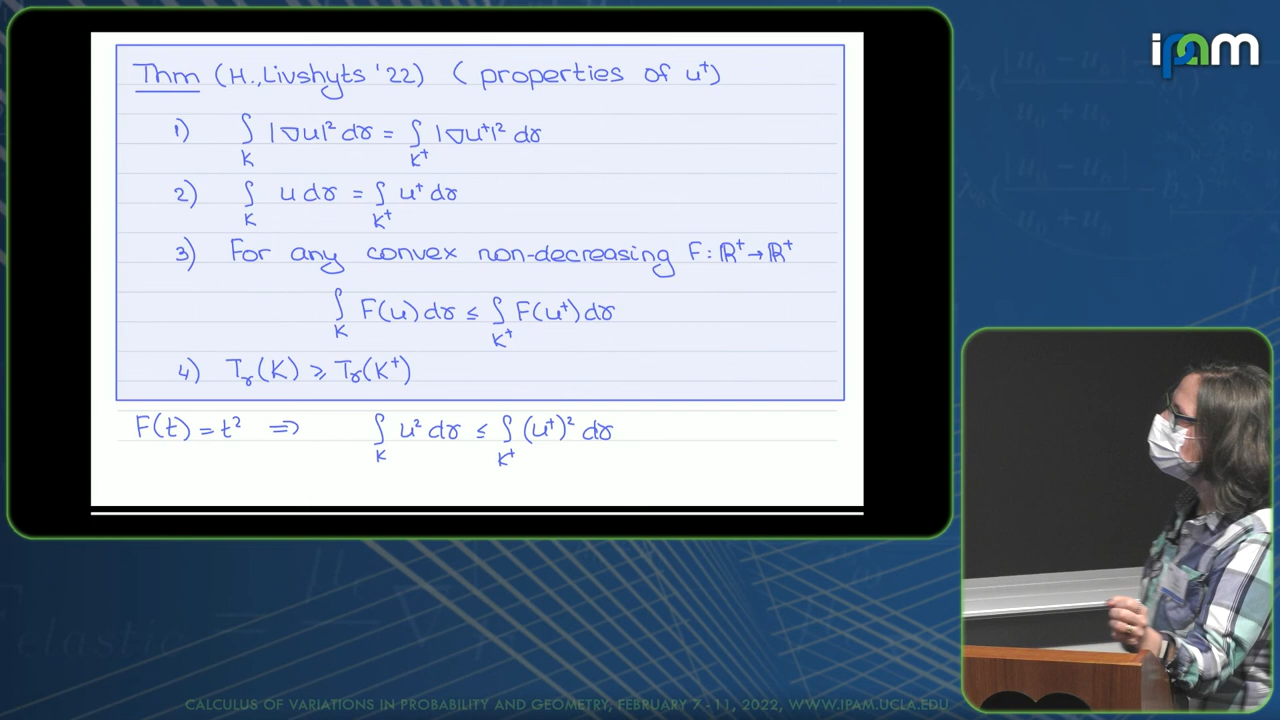 Thm (H., Livshyts '22) (properties of u⁺)
1) ∫_K |∇u|² dγ = ∫_{K⁺} |∇u⁺|² dγ
2) ∫_K u dγ = ∫_{K⁺} u⁺ dγ
3) For any convex non-decreasing F: ℝ⁺→ℝ⁺
∫_K F(u) dγ ≤ ∫_{K⁺} F(u⁺) dγ
4) T_γ(K) ⩾ T_γ(K⁺)
F(t) = t² ⇒ ∫_K u² dγ ≤ ∫_{K⁺} (u⁺)² dγ
ipam
elastic
CALCULUS OF VARIATIONS IN PROBABILITY AND GEOMETRY, FEBRUARY 7 - 11, 2022, WWW.IPAM.UCLA.EDU